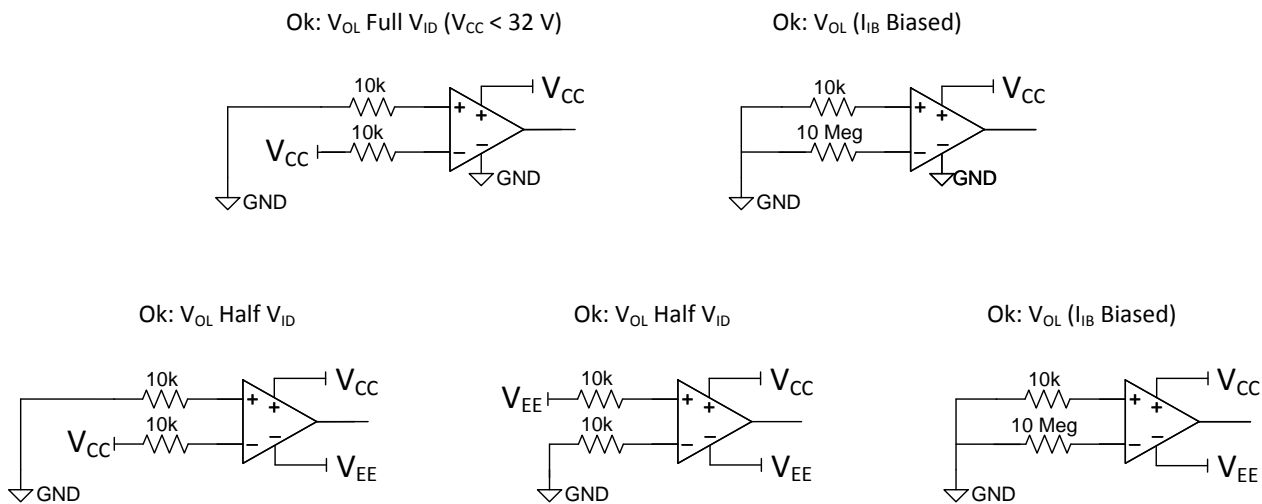 Ok: VOL Full VID (VCC < 32 V)
10k
+
+
VCC
VCC
10k
−
−
GND
GND
Ok: VOL (IIB Biased)
10k
+
+
VCC
10 Meg
−
−
GND
GND
Ok: VOL Half VID
10k
+
+
VCC
VCC
10k
−
−
VEE
GND
Ok: VOL Half VID
VEE
10k
+
+
VCC
10k
−
−
VEE
GND
Ok: VOL (IIB Biased)
10k
+
+
VCC
10 Meg
−
−
VEE
GND